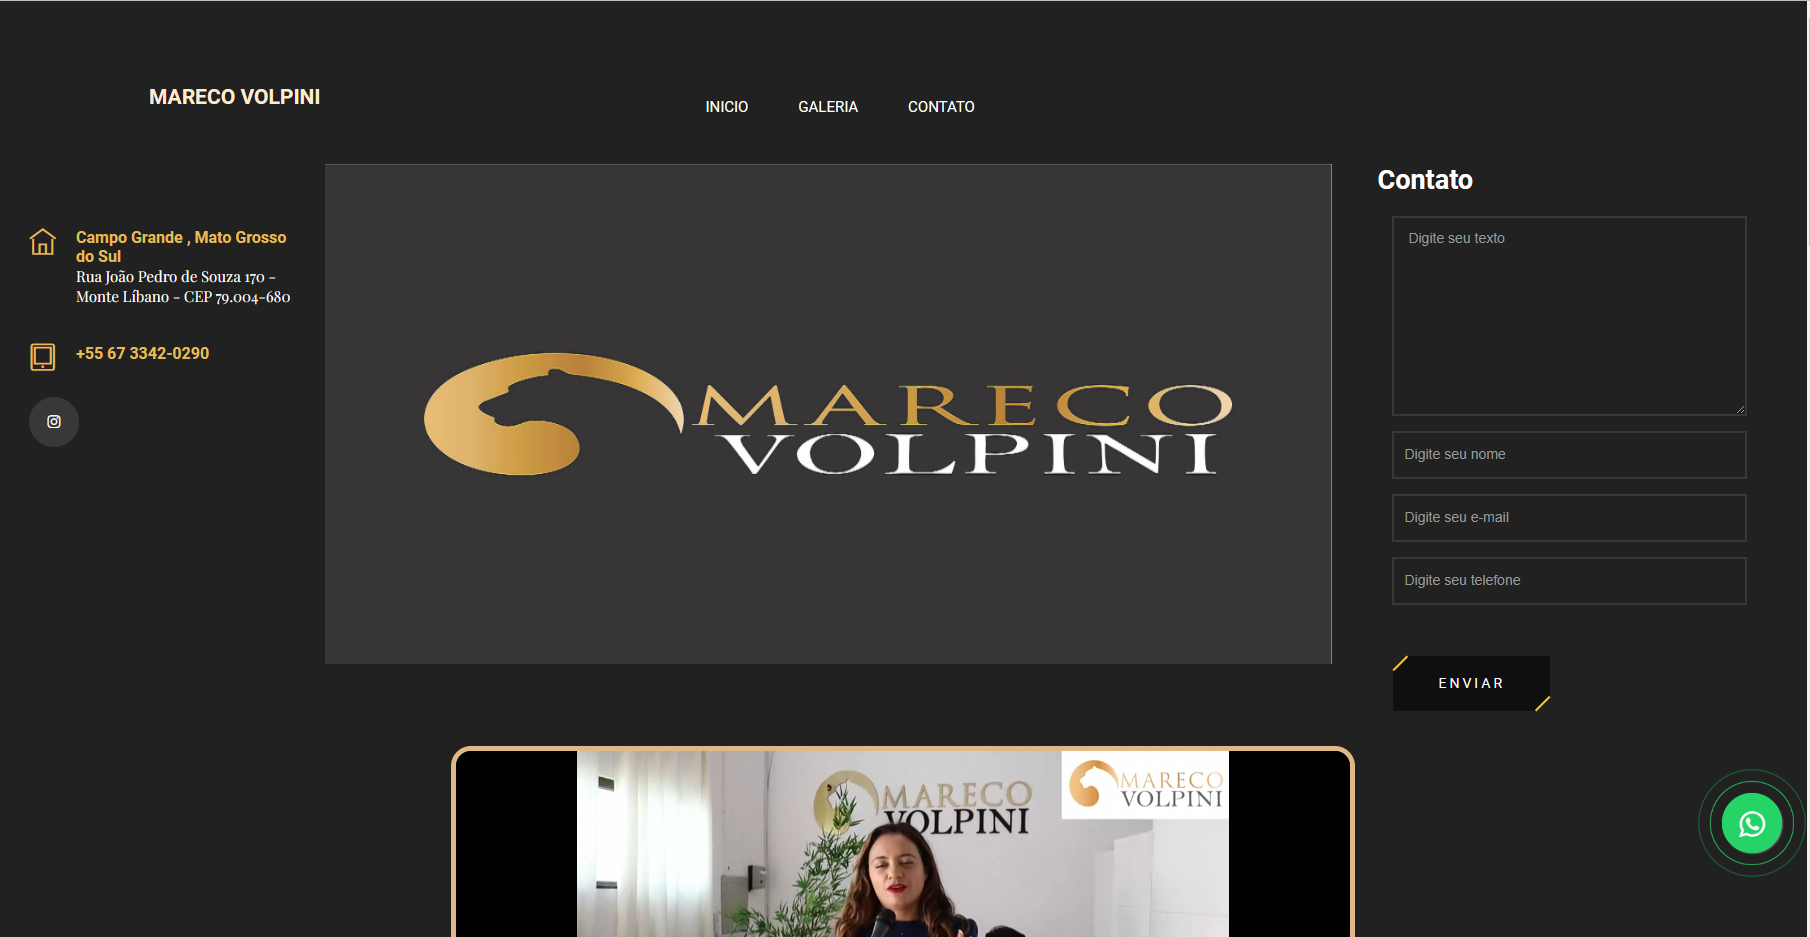 MARECO VOLPINI
INICIO
GALERIA
CONTATO
Campo Grande , Mato Grosso
do Sul
Rua João Pedro de Souza 170 -
Monte Líbano - CEP 79.004-680
+55 67 3342-0290
MARECO
VOLPINI
Contato
Digite seu texto
Digite seu nome
Digite seu e-mail
Digite seu telefone
ENVIAR
MARECO
VOLPINI
MARECO
VOLPINI